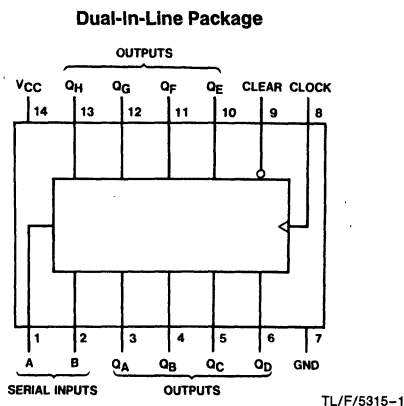 Dual-In-Line Package
OUTPUTS
VCC QH QG QF QE CLEAR CLOCK
14 13 12 11 10 9 8
1 2 3 4 5 6 7
A B QA QB QC QD GND
SERIAL INPUTS OUTPUTS
TL/F/5315-1